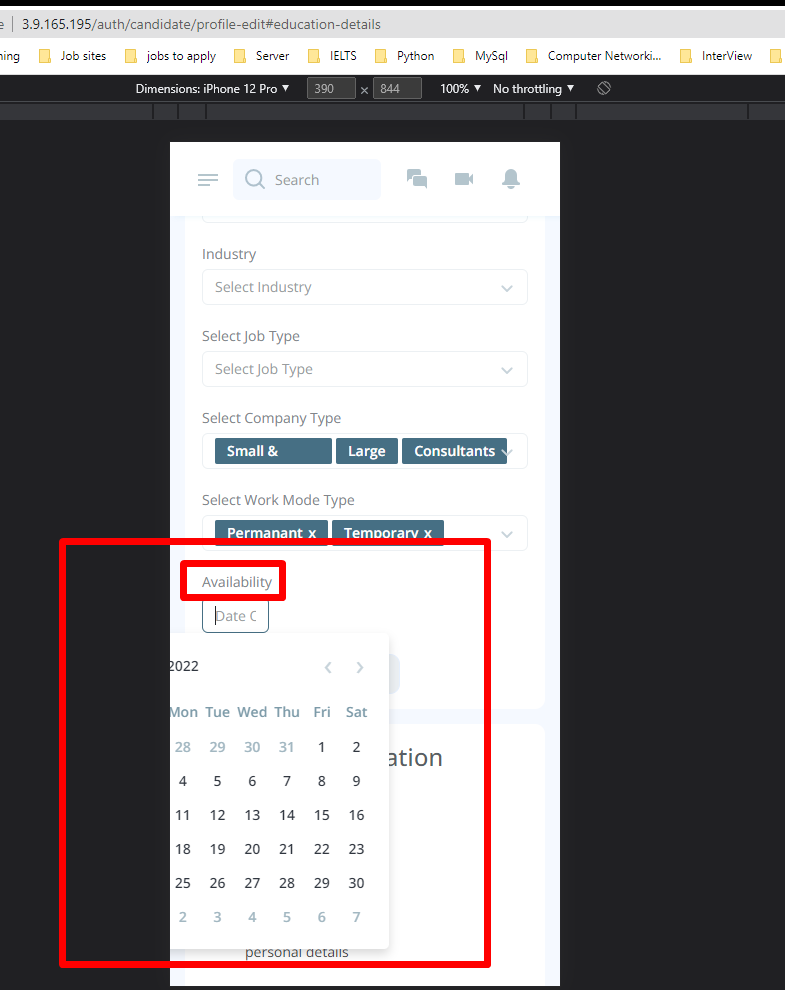 3.9.165.195/auth/candidate/profile-edit#education-details
Job sites jobs to apply Server IELTS Python MySql Computer Networki... InterView
Dimensions: iPhone 12 Pro ▼ 390 × 844 100% ▼ No throttling ▼
Search
Industry
Select Industry
Select Job Type
Select Job Type
Select Company Type
Small & Large Consultants
Select Work Mode Type
Permanant x Temporary x
Availability
Date
2022
Mon Tue Wed Thu Fri Sat
28 29 30 31 1 2
4 5 6 7 8 9
11 12 13 14 15 16
18 19 20 21 22 23
25 26 27 28 29 30
2 3 4 5 6 7
personal details